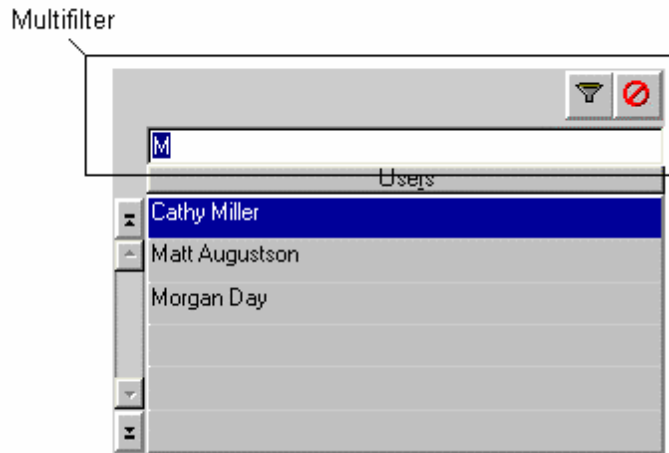 Multifilter
M
Users
Cathy Miller
Matt Augustson
Morgan Day